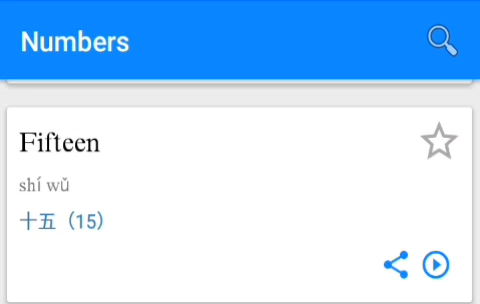 Numbers
Fifteen
shí wǔ
十五（15）